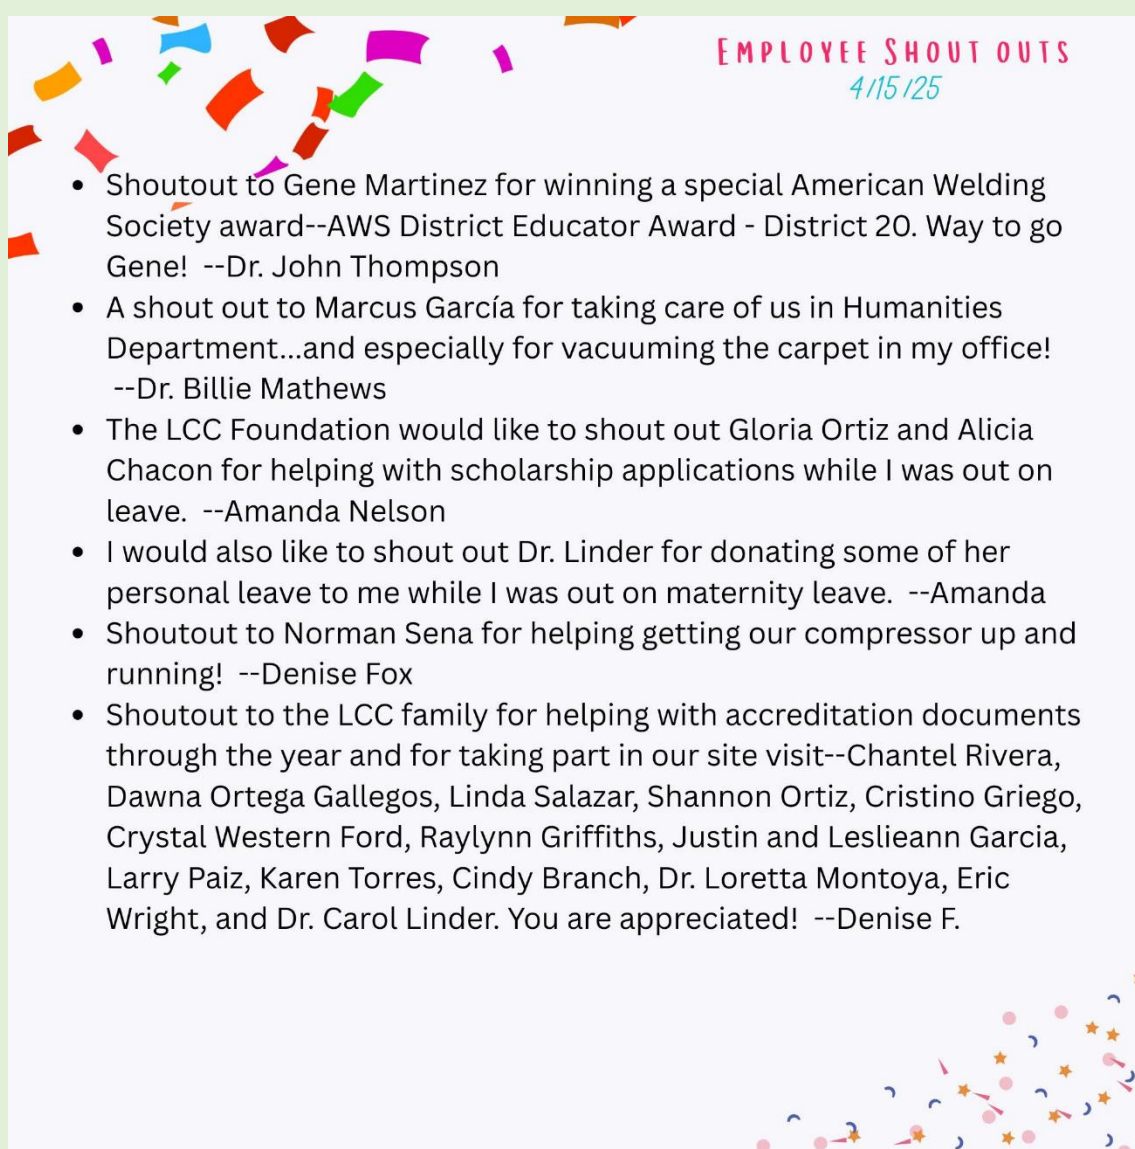 EMPLOYEE SHOUT OUTS
4/15/25
• Shoutout to Gene Martinez for winning a special American Welding
Society award--AWS District Educator Award - District 20. Way to go
Gene!  --Dr. John Thompson
• A shout out to Marcus García for taking care of us in Humanities
Department...and especially for vacuuming the carpet in my office!
--Dr. Billie Mathews
• The LCC Foundation would like to shout out Gloria Ortiz and Alicia
Chacon for helping with scholarship applications while I was out on
leave.  --Amanda Nelson
• I would also like to shout out Dr. Linder for donating some of her
personal leave to me while I was out on maternity leave.  --Amanda
• Shoutout to Norman Sena for helping getting our compressor up and
running!  --Denise Fox
• Shoutout to the LCC family for helping with accreditation documents
through the year and for taking part in our site visit--Chantel Rivera,
Dawna Ortega Gallegos, Linda Salazar, Shannon Ortiz, Cristino Griego,
Crystal Western Ford, Raylynn Griffiths, Justin and Leslieann Garcia,
Larry Paiz, Karen Torres, Cindy Branch, Dr. Loretta Montoya, Eric
Wright, and Dr. Carol Linder. You are appreciated!  --Denise F.